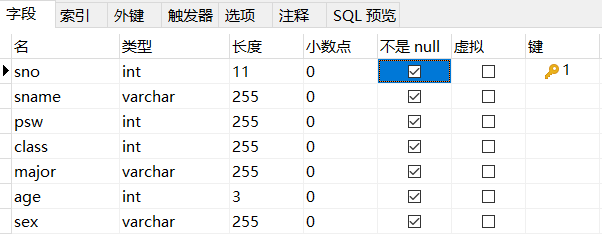 字段 索引 外键 触发器 选项 注释 SQL 预览
名 类型 长度 小数点 不是 null 虚拟 键
sno int 11 0 1
sname varchar 255 0
psw int 255 0
class int 255 0
major varchar 255 0
age int 3 0
sex varchar 255 0